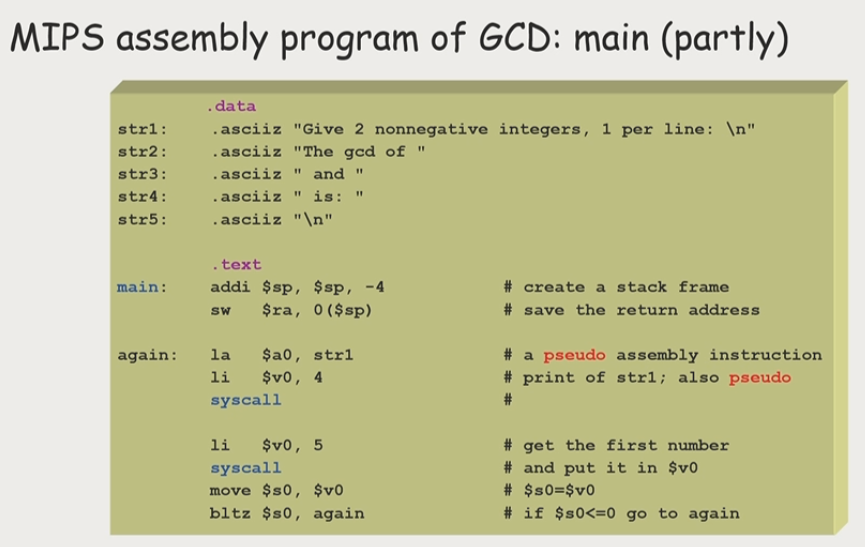 MIPS assembly program of GCD: main (partly)
.data
str1: .asciiz "Give 2 nonnegative integers, 1 per line: \n"
str2: .asciiz "The gcd of "
str3: .asciiz " and "
str4: .asciiz " is: "
str5: .asciiz "\n"
.text
main: addi $sp, $sp, -4 # create a stack frame
sw $ra, 0($sp) # save the return address
again: la $a0, str1 # a pseudo assembly instruction
li $v0, 4 # print of str1; also pseudo
syscall #
li $v0, 5 # get the first number
syscall # and put it in $v0
move $s0, $v0 # $s0=$v0
bltz $s0, again # if $s0<=0 go to again